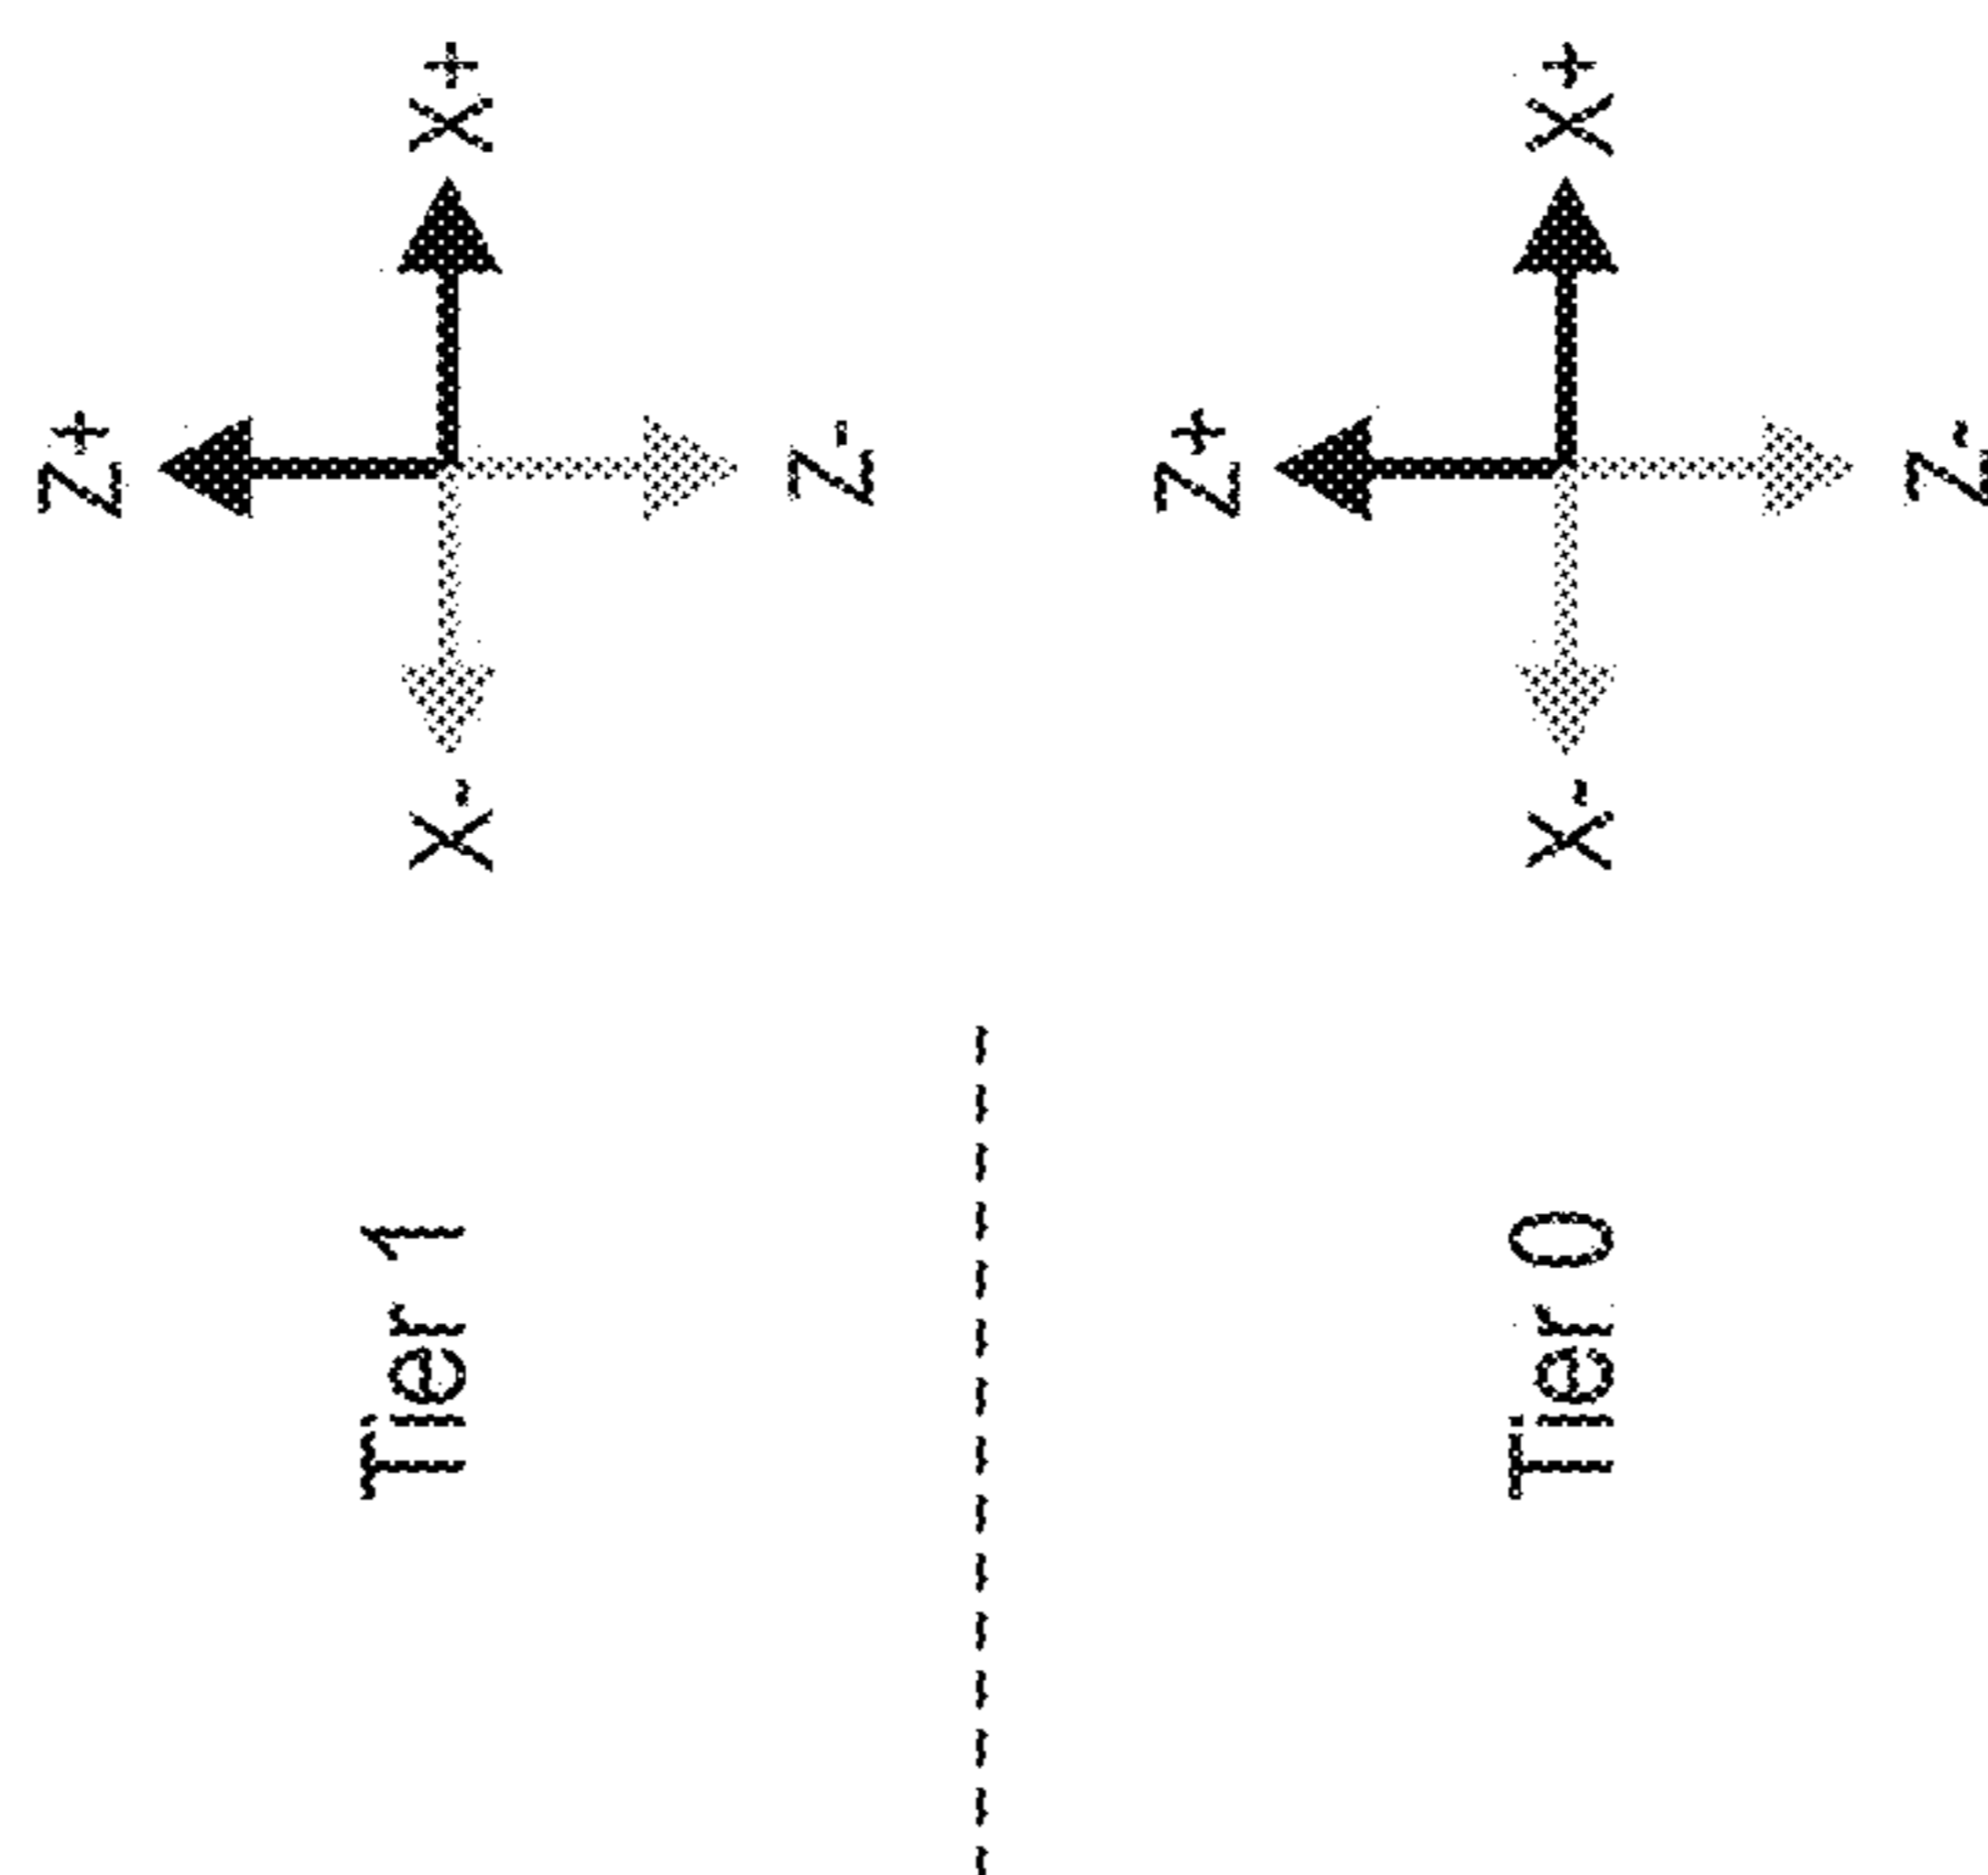 Z+
Tier 1
X-
X+
Z-
Z+
Tier 0
X-
X+
Z-